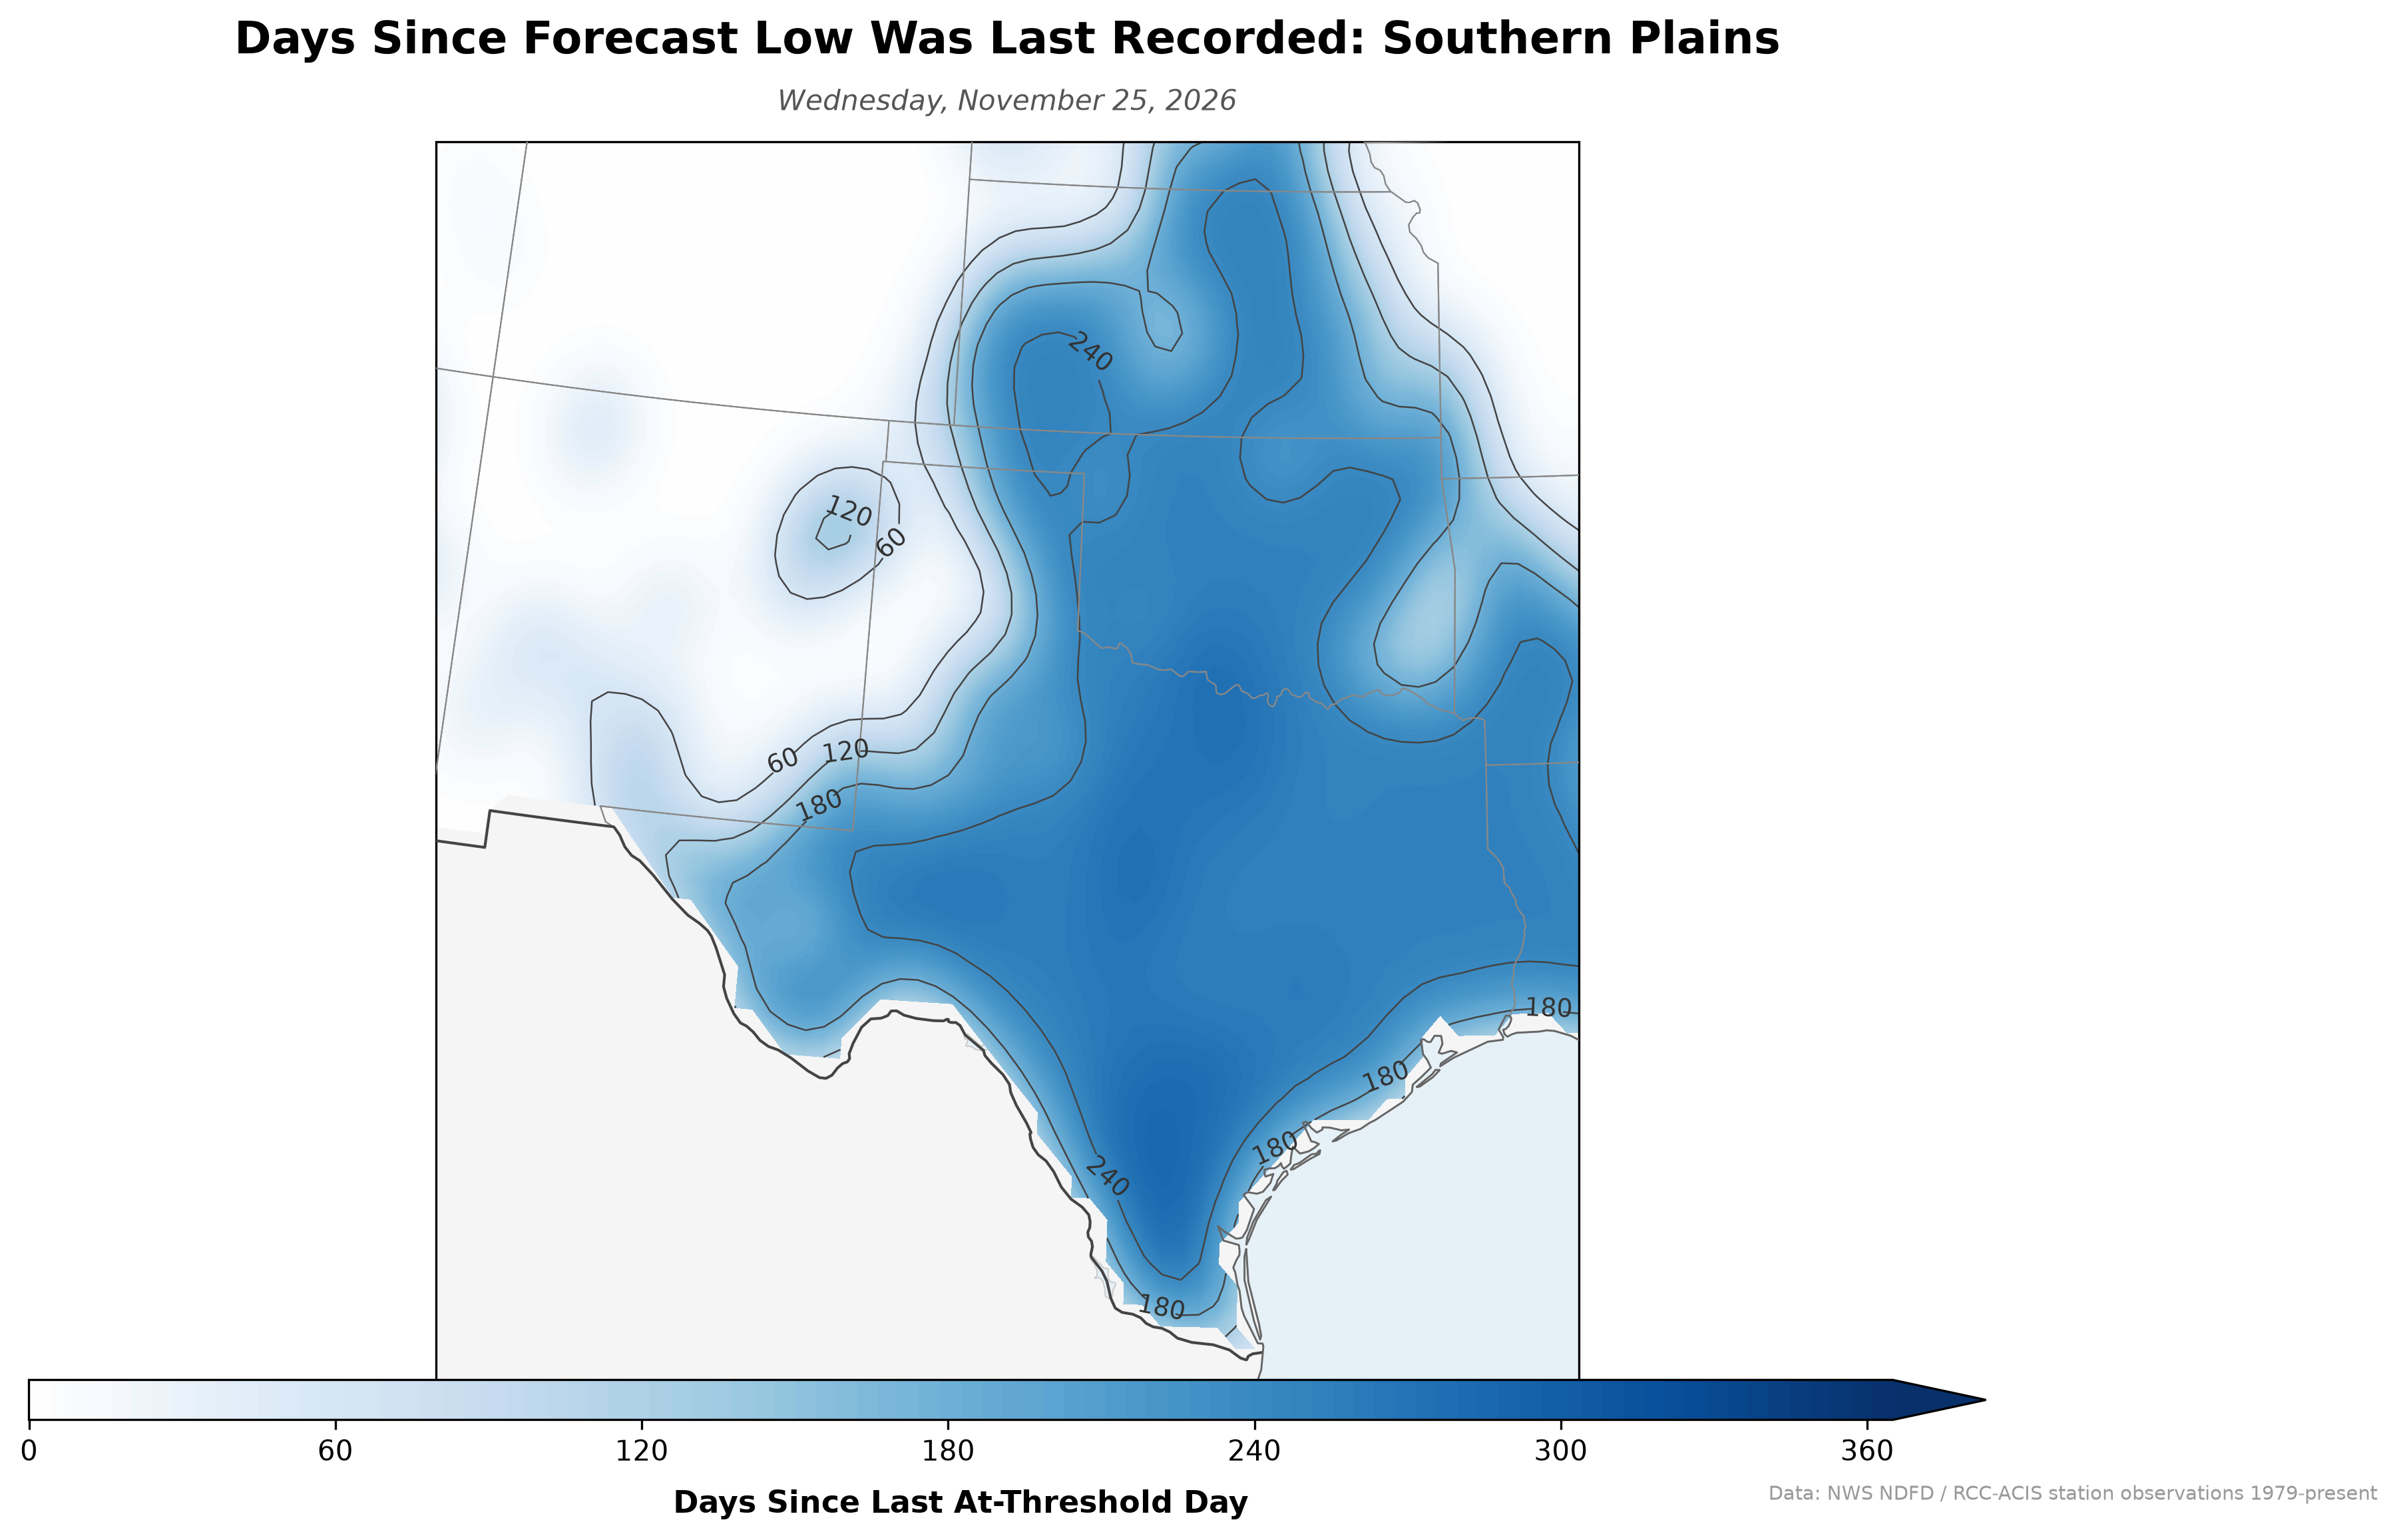 Days Since Forecast Low Was Last Recorded: Southern Plains
Wednesday, November 25, 2026
240
120
60
60
120
180
180
180
180
240
180
0 60 120 180 240 300 360
Days Since Last At-Threshold Day
Data: NWS NDFD / RCC-ACIS station observations 1979-present